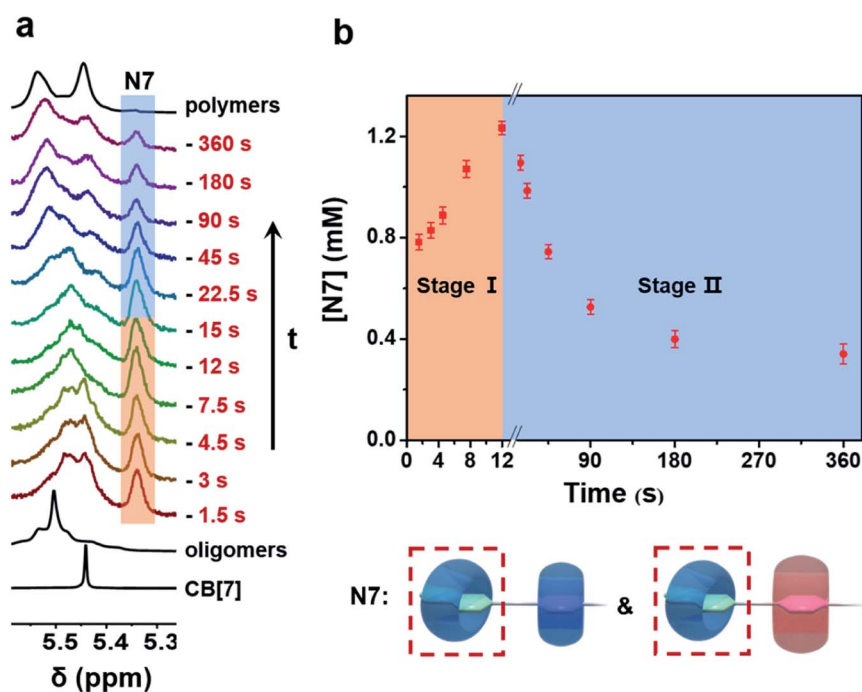 a
N7
polymers
- 360 s
- 180 s
- 90 s
- 45 s
- 22.5 s
- 15 s
- 12 s
- 7.5 s
- 4.5 s
- 3 s
- 1.5 s
oligomers
CB[7]
t
5.5 5.4 5.3
δ (ppm)
b
[N7] (mM)
1.2
0.8
0.4
0.0
Stage I
Stage II
0 4 8 12 90 180 270 360
Time (s)
N7: &